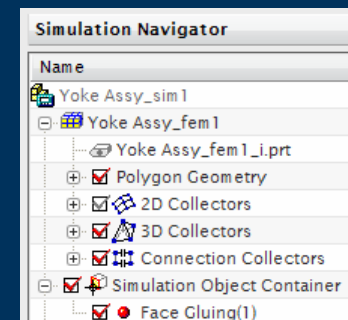 Simulation Navigator
Name
Yoke Assy_sim1
Yoke Assy_fem1
Yoke Assy_fem1_i.prt
Polygon Geometry
2D Collectors
3D Collectors
Connection Collectors
Simulation Object Container
Face Gluing(1)